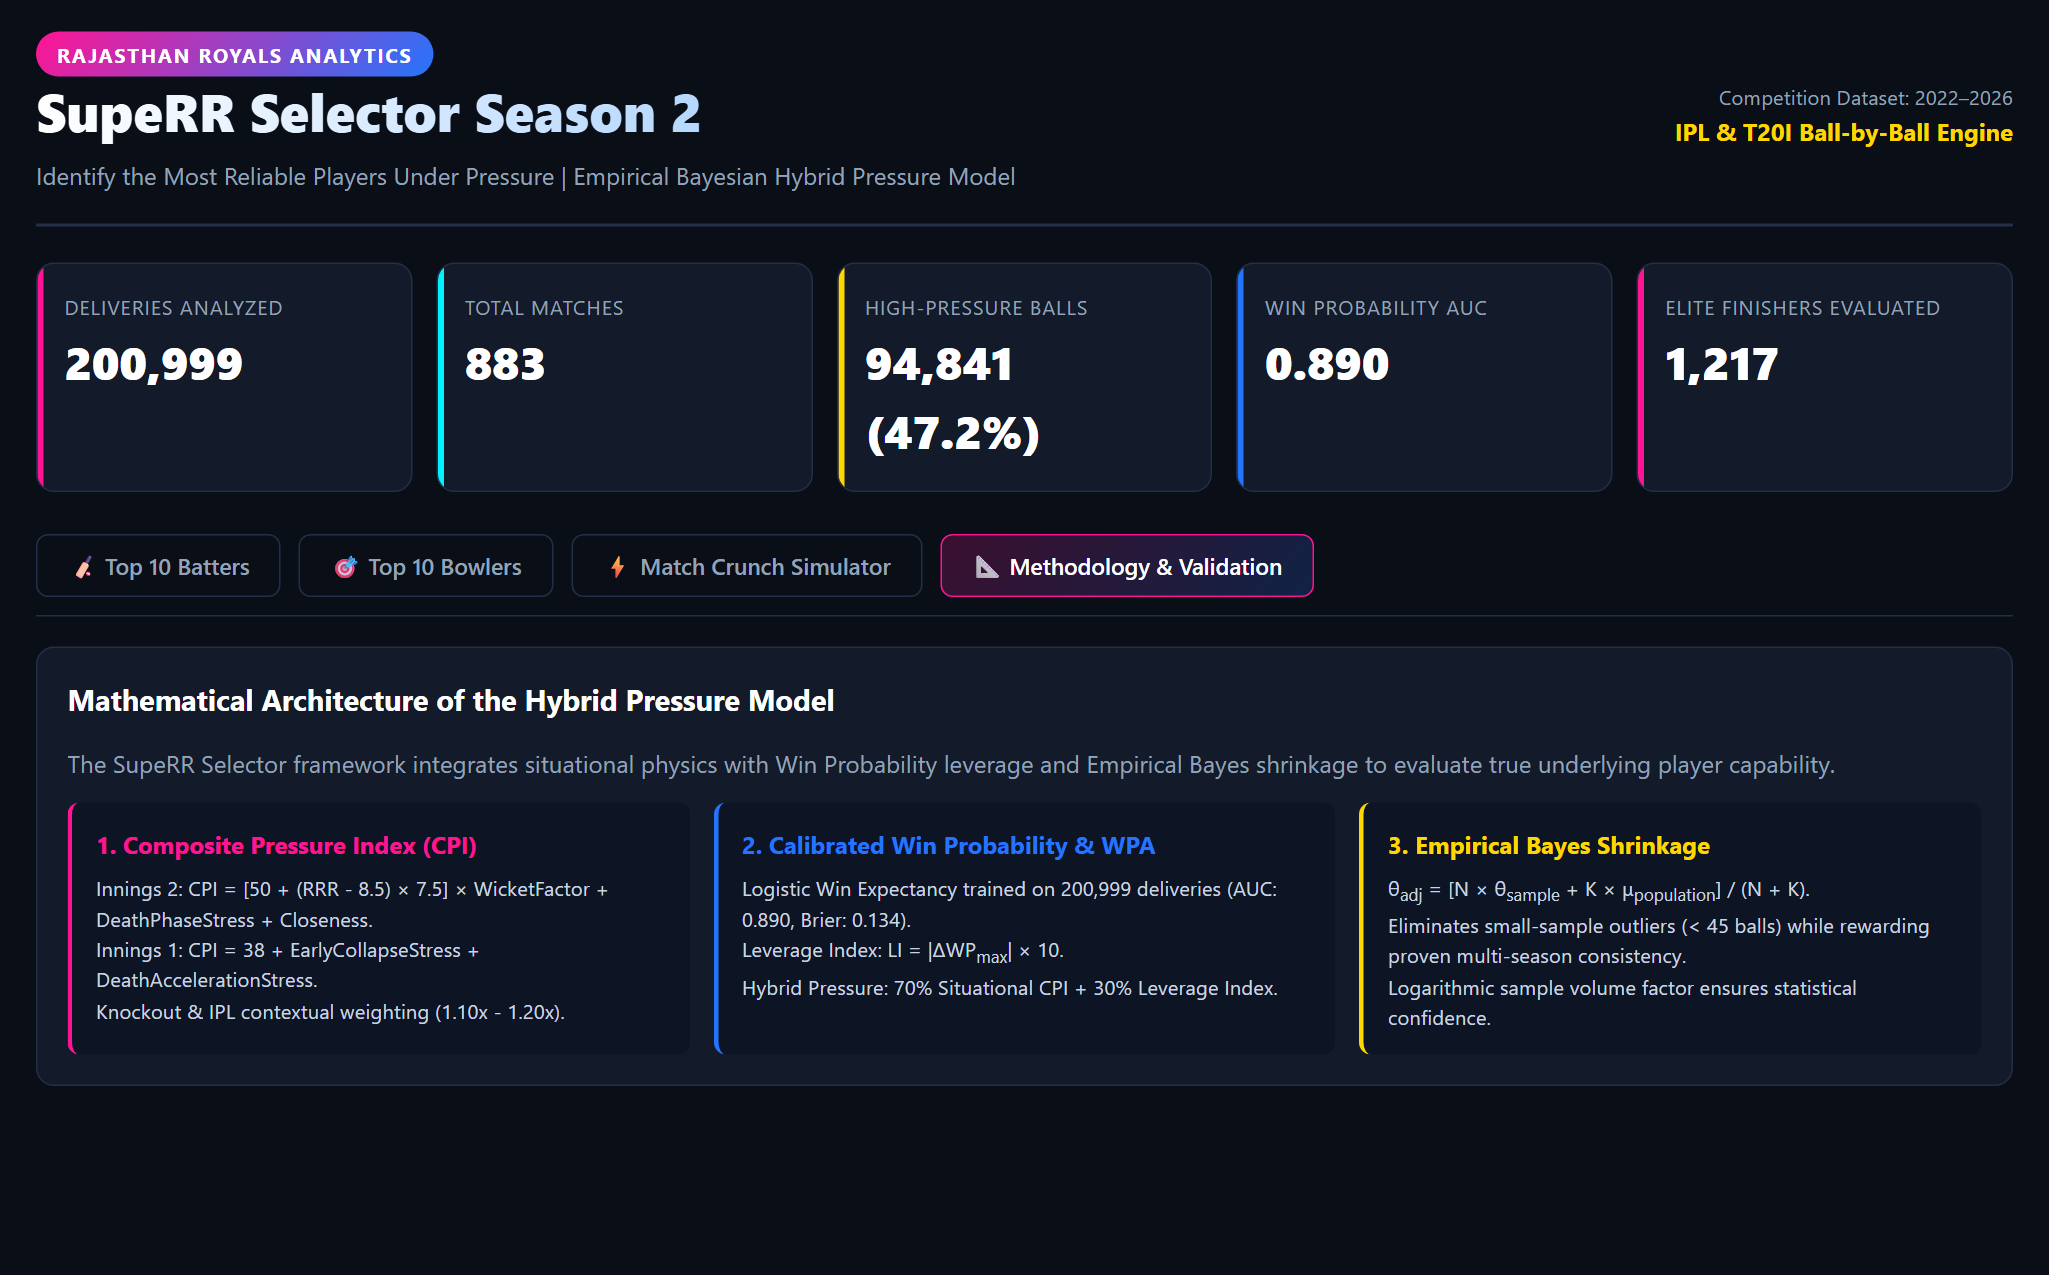 RAJASTHAN ROYALS ANALYTICS
SupeRR Selector Season 2
Identify the Most Reliable Players Under Pressure | Empirical Bayesian Hybrid Pressure Model
Competition Dataset: 2022–2026
IPL & T20I Ball-by-Ball Engine
DELIVERIES ANALYZED
200,999
TOTAL MATCHES
883
HIGH-PRESSURE BALLS
94,841
(47.2%)
WIN PROBABILITY AUC
0.890
ELITE FINISHERS EVALUATED
1,217
Top 10 Batters
Top 10 Bowlers
Match Crunch Simulator
Methodology & Validation
Mathematical Architecture of the Hybrid Pressure Model
The SupeRR Selector framework integrates situational physics with Win Probability leverage and Empirical Bayes shrinkage to evaluate true underlying player capability.
1. Composite Pressure Index (CPI)
Innings 2: CPI = [50 + (RRR - 8.5) × 7.5] × WicketFactor +
DeathPhaseStress + Closeness.
Innings 1: CPI = 38 + EarlyCollapseStress +
DeathAccelerationStress.
Knockout & IPL contextual weighting (1.10x - 1.20x).
2. Calibrated Win Probability & WPA
Logistic Win Expectancy trained on 200,999 deliveries (AUC:
0.890, Brier: 0.134).
Leverage Index: LI = |ΔWPmax| × 10.
Hybrid Pressure: 70% Situational CPI + 30% Leverage Index.
3. Empirical Bayes Shrinkage
θadj = [N × θsample + K × μpopulation] / (N + K).
Eliminates small-sample outliers (< 45 balls) while rewarding
proven multi-season consistency.
Logarithmic sample volume factor ensures statistical
confidence.